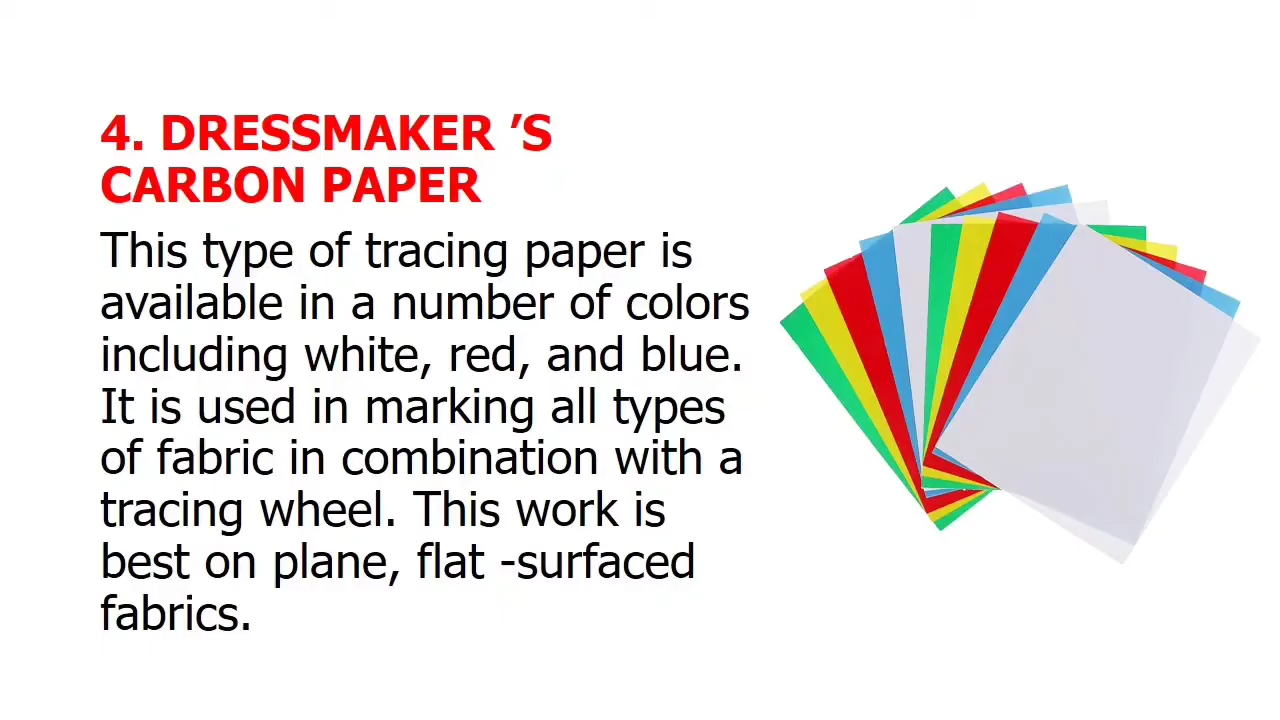 4. DRESSMAKER ’S
CARBON PAPER
This type of tracing paper is
available in a number of colors
including white, red, and blue.
It is used in marking all types
of fabric in combination with a
tracing wheel. This work is
best on plane, flat -surfaced
fabrics.